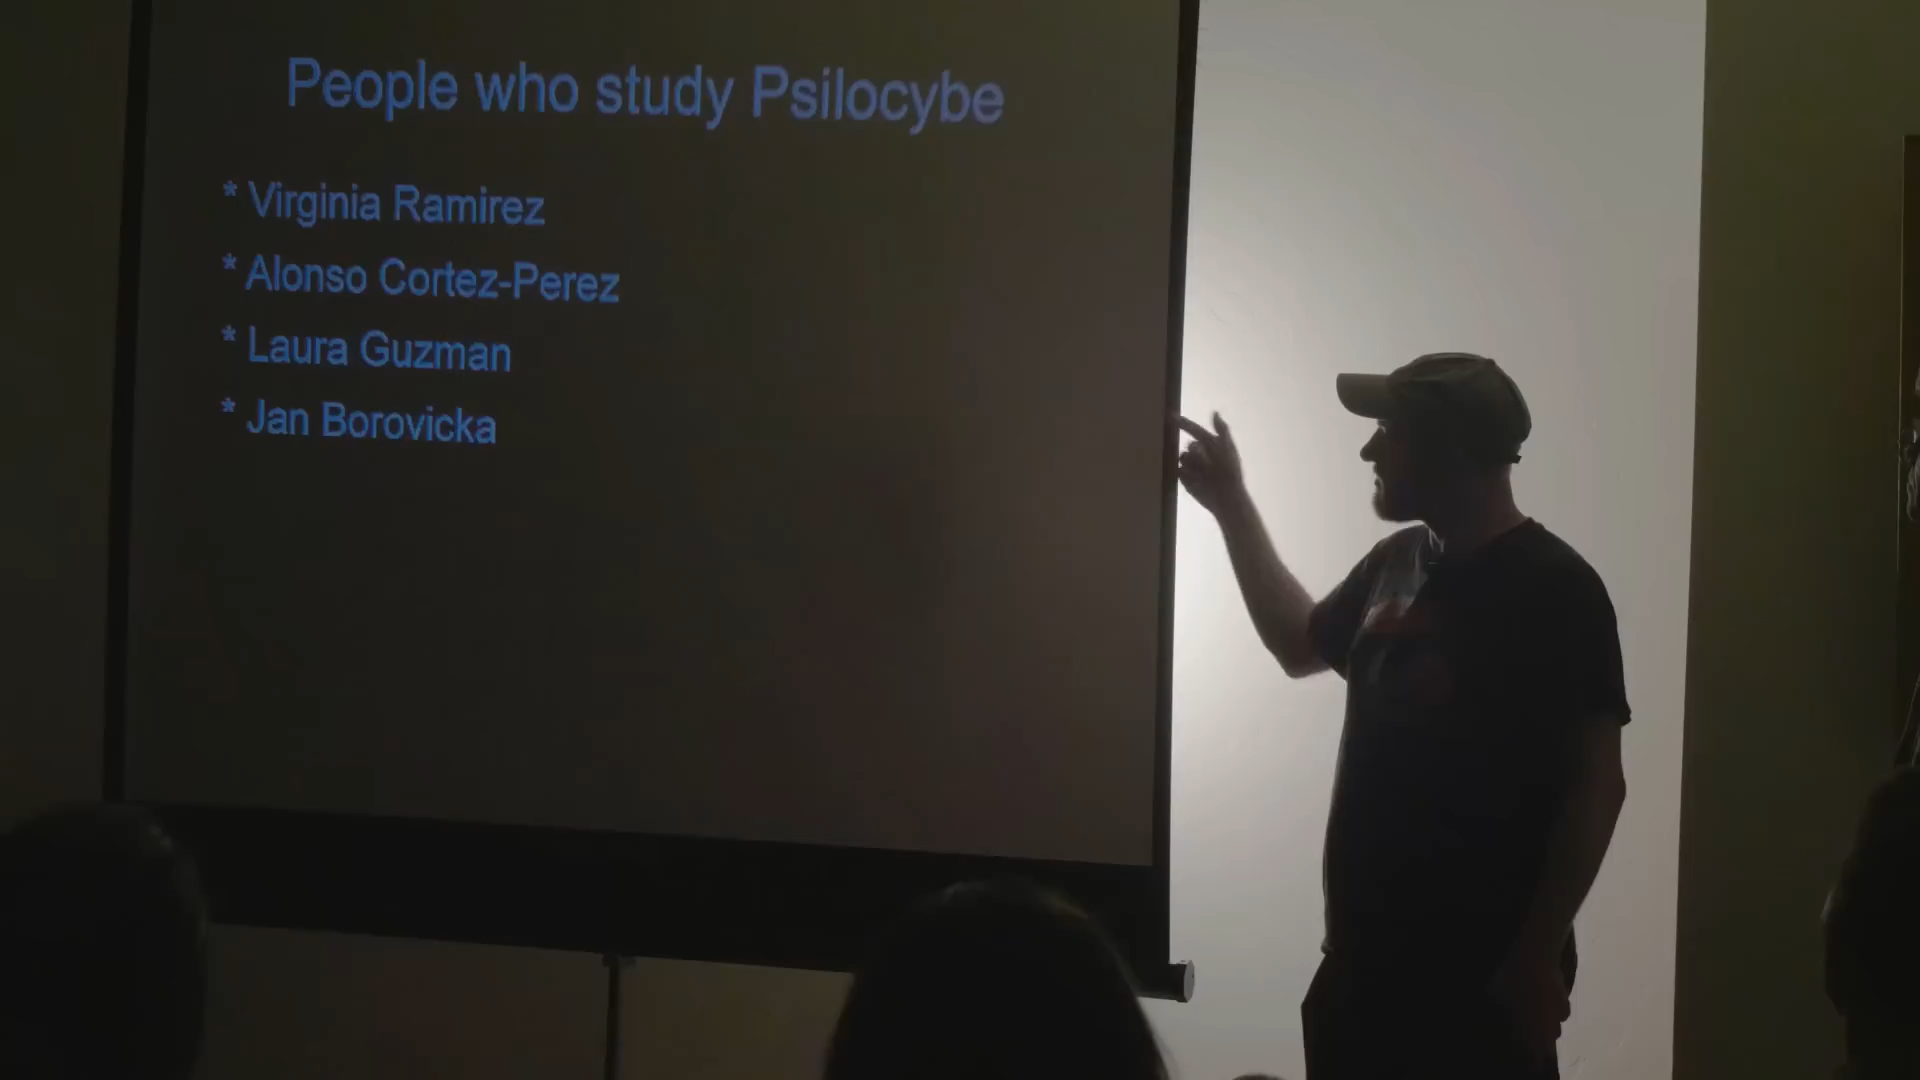 People who study Psilocybe
* Virginia Ramirez
* Alonso Cortez-Perez
* Laura Guzman
* Jan Borovicka